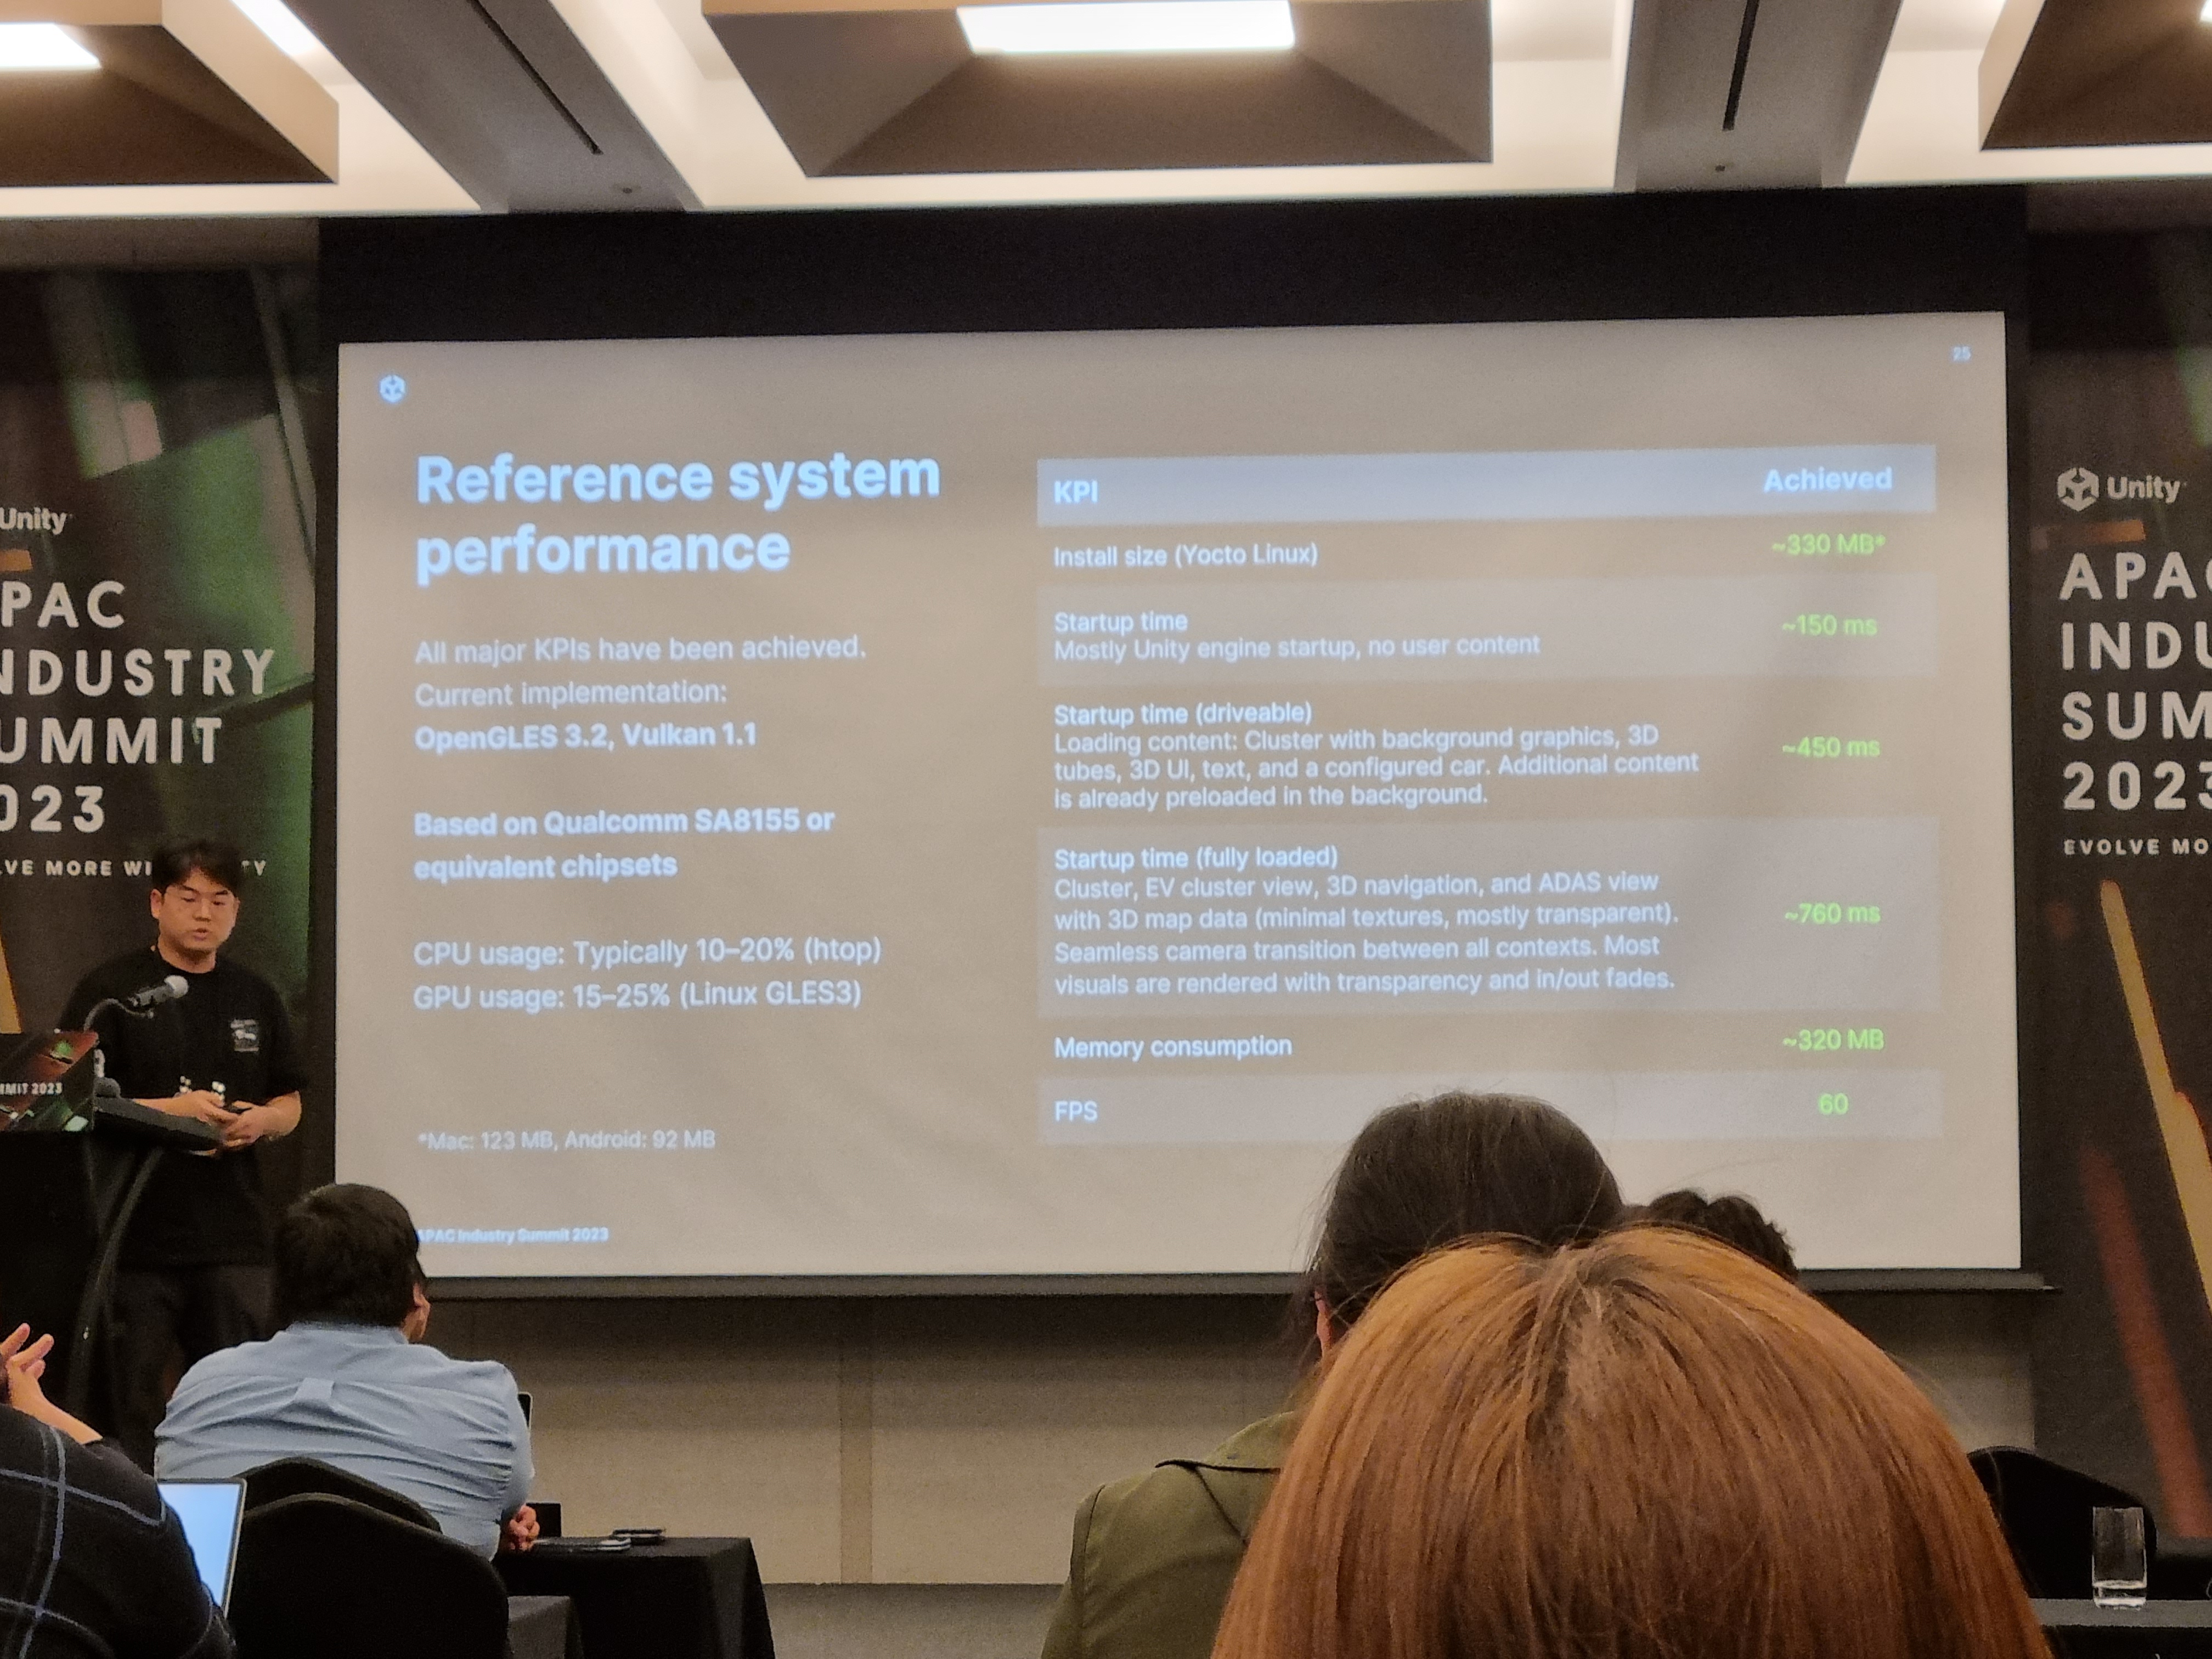 25
Reference system
performance
All major KPIs have been achieved.
Current implementation:
OpenGLES 3.2, Vulkan 1.1
Based on Qualcomm SA8155 or
equivalent chipsets
CPU usage: Typically 10–20% (htop)
GPU usage: 15–25% (Linux GLES3)
*Mac: 123 MB, Android: 92 MB
APAC Industry Summit 2023
KPI Achieved
Install size (Yocto Linux) ~330 MB*
Startup time
Mostly Unity engine startup, no user content
~150 ms
Startup time (driveable)
Loading content: Cluster with background graphics, 3D
tubes, 3D UI, text, and a configured car. Additional content
is already preloaded in the background.
~450 ms
Startup time (fully loaded)
Cluster, EV cluster view, 3D navigation, and ADAS view
with 3D map data (minimal textures, mostly transparent).
Seamless camera transition between all contexts. Most
visuals are rendered with transparency and in/out fades.
~760 ms
Memory consumption ~320 MB
FPS 60
Unity
PAC
NDUSTRY
UMMIT
023
LVE MORE WI TY
MMIT 2023
Unity
APAC
INDU
SUM
2023
EVOLVE MO